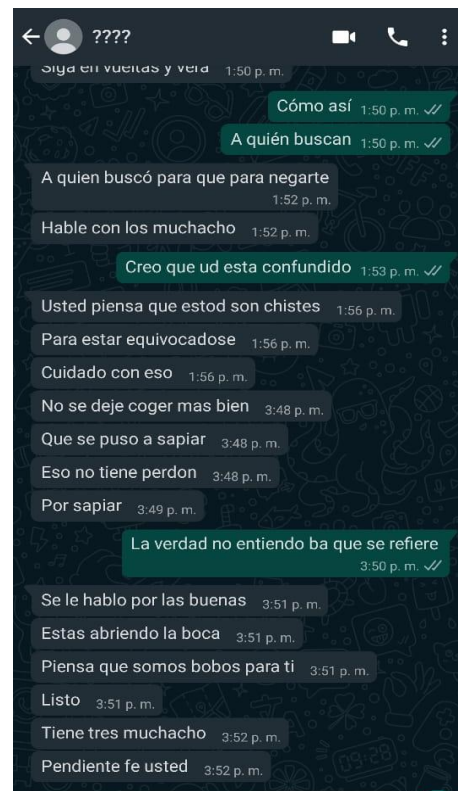 ????
Siga en vueltas y vera 1:50 p. m.
Cómo así 1:50 p. m.
A quién buscan 1:50 p. m.
A quien buscó para que para negarte
1:52 p. m.
Hable con los muchacho 1:52 p. m.
Creo que ud esta confundido 1:53 p. m.
Usted piensa que estod son chistes 1:56 p. m.
Para estar equivocadose 1:56 p. m.
Cuidado con eso 1:56 p. m.
No se deje coger mas bien 3:48 p. m.
Que se puso a sapiar 3:48 p. m.
Eso no tiene perdon 3:48 p. m.
Por sapiar 3:49 p. m.
La verdad no entiendo ba que se refiere
3:50 p. m.
Se le hablo por las buenas 3:51 p. m.
Estas abriendo la boca 3:51 p. m.
Piensa que somos bobos para ti 3:51 p. m.
Listo 3:51 p. m.
Tiene tres muchacho 3:52 p. m.
Pendiente fe usted 3:52 p. m.